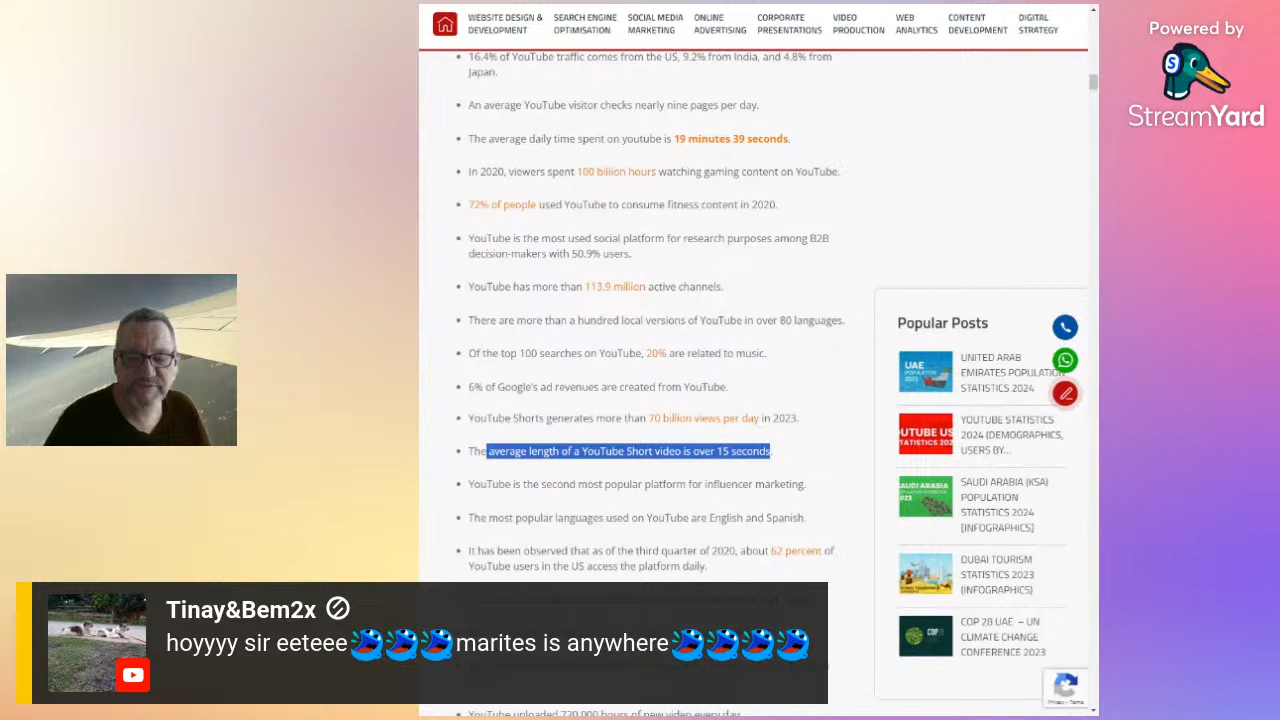 WEBSITE DESIGN &
DEVELOPMENT
SEARCH ENGINE
OPTIMISATION
SOCIAL MEDIA
MARKETING
ONLINE
ADVERTISING
CORPORATE
PRESENTATIONS
VIDEO
PRODUCTION
WEB
ANALYTICS
CONTENT
DEVELOPMENT
DIGITAL
STRATEGY
Powered by
StreamYard
16.4% of YouTube traffic comes from the US, 9.2% from India, and 4.8% from
Japan.
An average YouTube visitor checks nearly nine pages per day.
The average daily time spent on youtube is 19 minutes 39 seconds.
In 2020, viewers spent 100 billion hours watching gaming content on YouTube.
72% of people used YouTube to consume fitness content in 2020.
YouTube is the most used social platform for research purposes among B2B
decision-makers with 50.9% users.
YouTube has more than 113.9 million active channels.
There are more than a hundred local versions of YouTube in over 80 languages.
Of the top 100 searches on YouTube, 20% are related to music.
6% of Google's ad revenues are created from YouTube.
YouTube Shorts generates more than 70 billion views per day in 2023.
The average length of a YouTube Short video is over 15 seconds.
YouTube is the second most popular platform for influencer marketing.
The most popular languages used on YouTube are English and Spanish.
It has been observed that as of the third quarter of 2020, about 62 percent of
YouTube users in the US access the platform daily.
YouTube uploaded 720,000 hours of new video every day.
Popular Posts
UNITED ARAB
EMIRATES POPULATION
STATISTICS 2024
YOUTUBE STATISTICS
2024 (DEMOGRAPHICS,
USERS BY...
SAUDI ARABIA (KSA)
POPULATION
STATISTICS 2024
[INFOGRAPHICS]
DUBAI TOURISM
STATISTICS 2023
(INFOGRAPHICS)
COP 28 UAE – UN
CLIMATE CHANGE
CONFERENCE 2023
Privacy - Terms
Tinay&Bem2x
hoyyyy sir eeteee🤣🤣🤣marites is anywhere🤣🤣🤣🤣